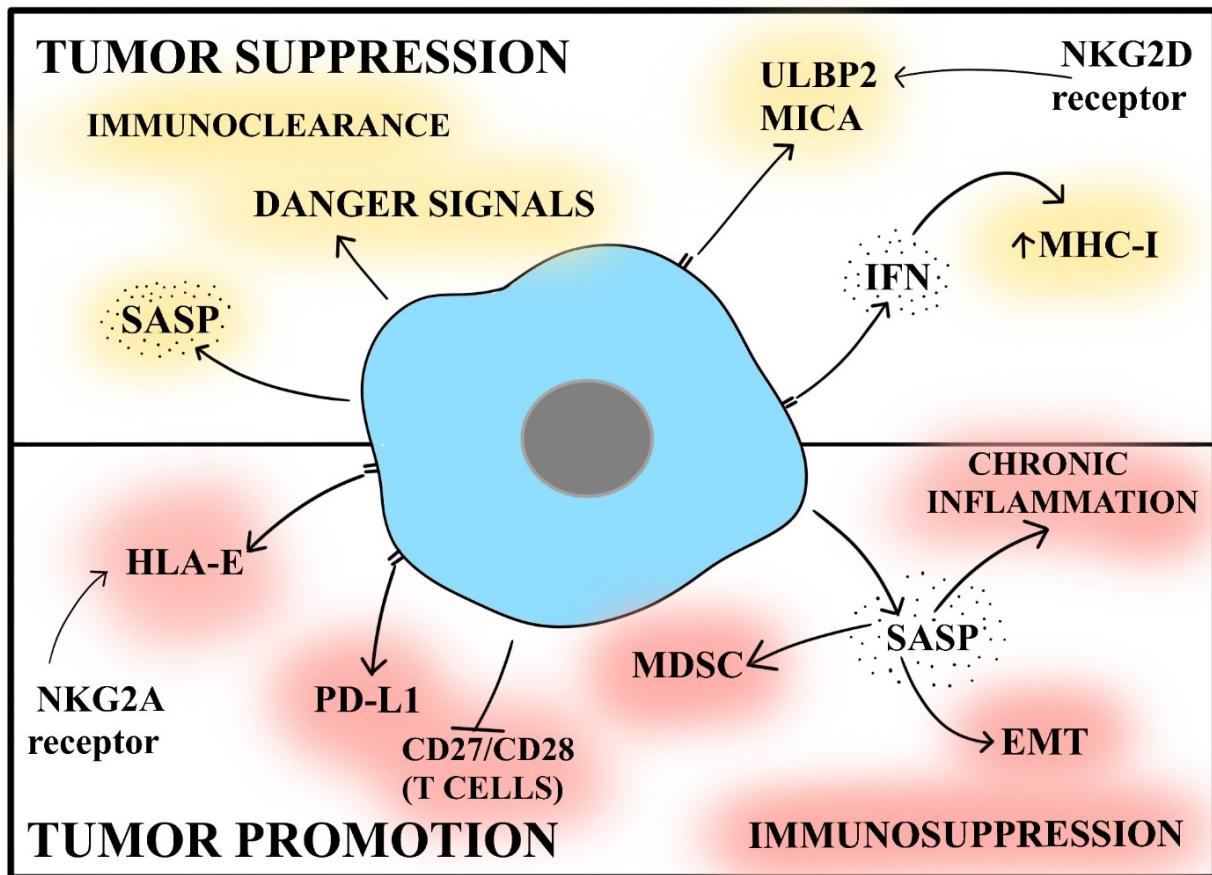 TUMOR SUPPRESSION
IMMUNOCLEARANCE
DANGER SIGNALS
SASP
ULBP2
MICA
NKG2D
receptor
IFN
↑MHC-I
HLA-E
NKG2A
receptor
PD-L1
CD27/CD28
(T CELLS)
MDSC
SASP
CHRONIC
INFLAMMATION
EMT
TUMOR PROMOTION
IMMUNOSUPPRESSION